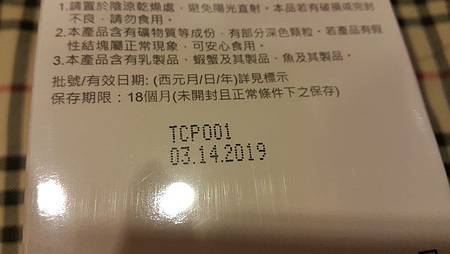 1.請置於陰涼乾燥處，避免陽光直射。本品若有破損或密封
不良，請勿食用。
2.本產品含有礦物質等成份，有部分深色顆粒。若產品有假
性結塊屬正常現象，可安心食用。
3.本產品含有乳製品、蝦蟹及其製品、魚及其製品。
批號/有效日期: (西元月/日/年)詳見標示
保存期限：18個月(未開封且正常條件下之保存)
TCP001
03.14.2019